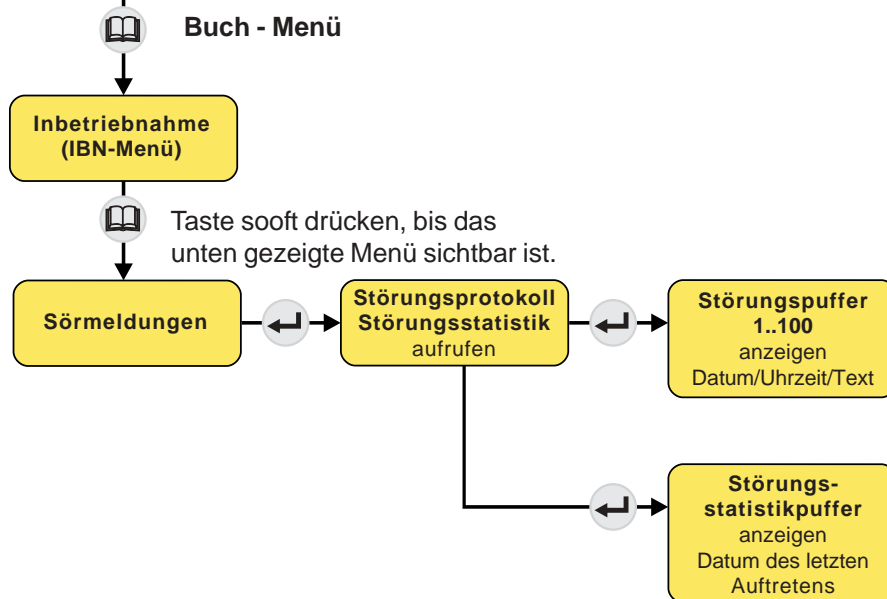 Buch - Menü
Inbetriebnahme
(IBN-Menü)
Taste sooft drücken, bis das
unten gezeigte Menü sichtbar ist.
Sörmeldungen
Störungsprotokoll
Störungsstatistik
aufrufen
Störungspuffer
1..100
anzeigen
Datum/Uhrzeit/Text
Störungs-
statistikpuffer
anzeigen
Datum des letzten
Auftretens